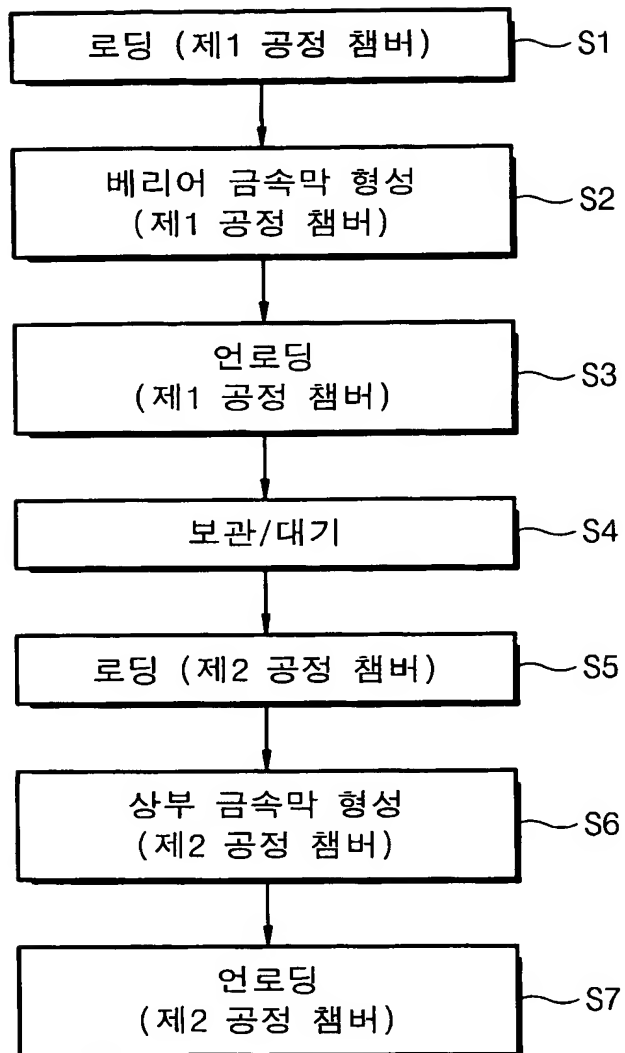 로딩 (제1 공정 챔버)
S1
베리어 금속막 형성
(제1 공정 챔버)
S2
언로딩
(제1 공정 챔버)
S3
보관/대기
S4
로딩 (제2 공정 챔버)
S5
상부 금속막 형성
(제2 공정 챔버)
S6
언로딩
(제2 공정 챔버)
S7